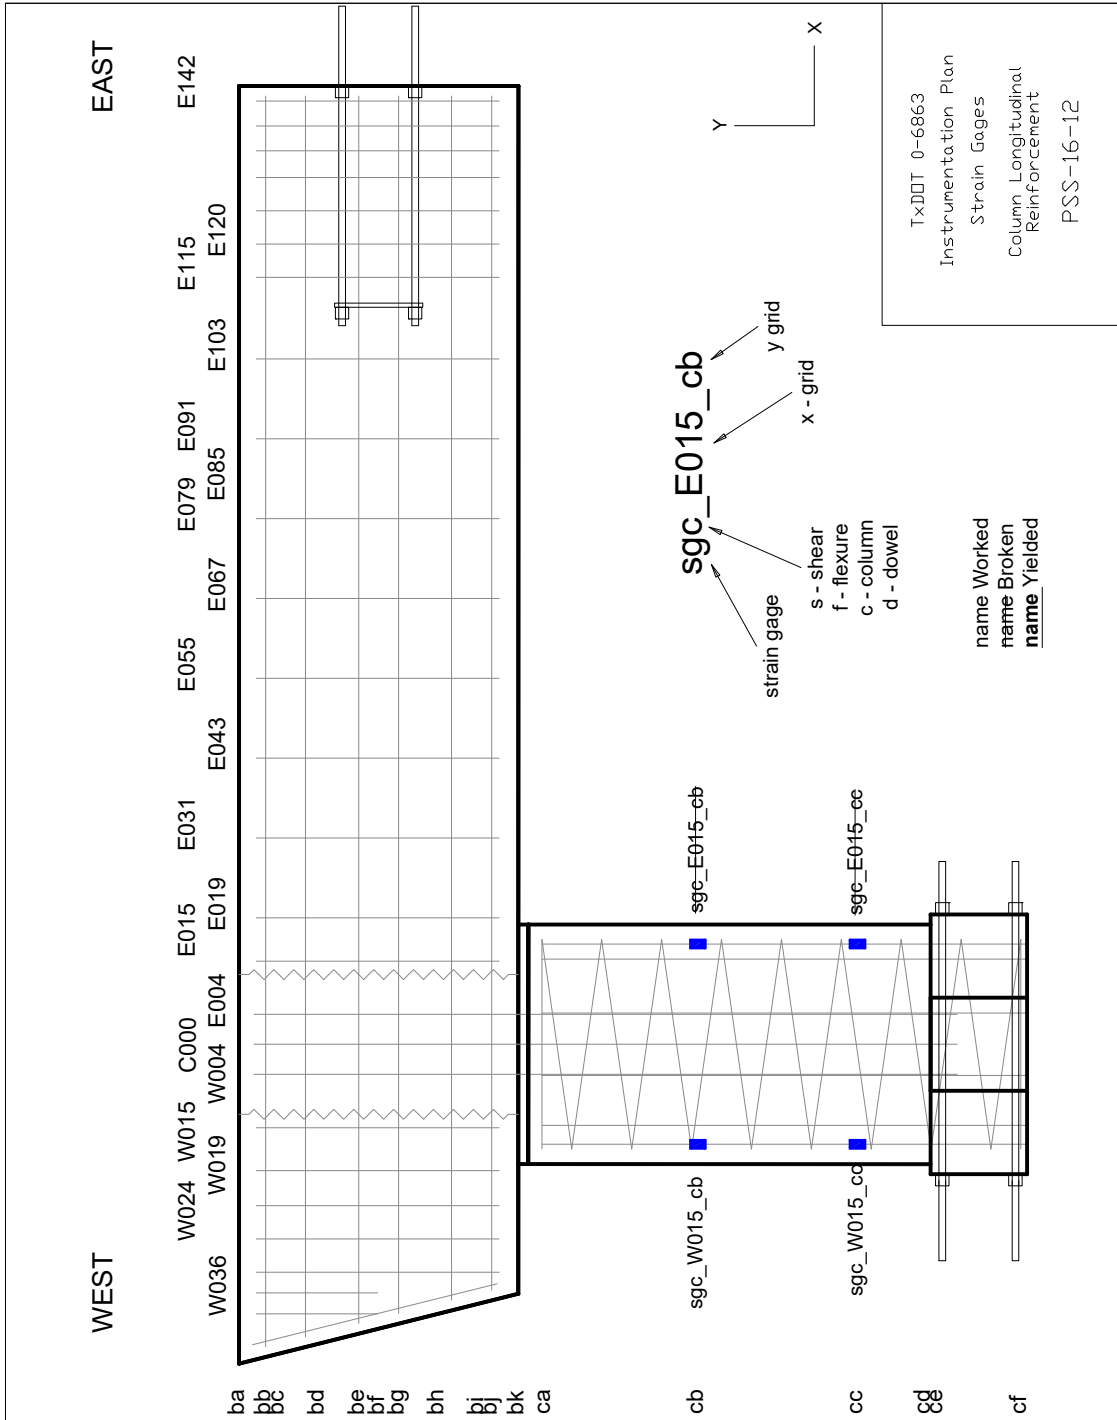 WEST
EAST
W036
W024
W019
W015
W004
C000
E004
E015
E019
E031
E043
E055
E067
E079
E085
E091
E103
E115
E120
E142
ba
bb
bc
bd
be
bf
bg
bh
bi
bj
bk
ca
cb
cc
cd
ce
cf
sgc_W015_cb
sgc_E015_cb
sgc_W015_cc
sgc_E015_cc
sgc_E015_cb
strain gage
s - shear
f - flexure
c - column
d - dowel
x - grid
y grid
name Worked
name Broken
name Yielded
Y
X
TxDOT 0-6863
Instrumentation Plan
Strain Gages
Column Longitudinal
Reinforcement
PSS-16-12